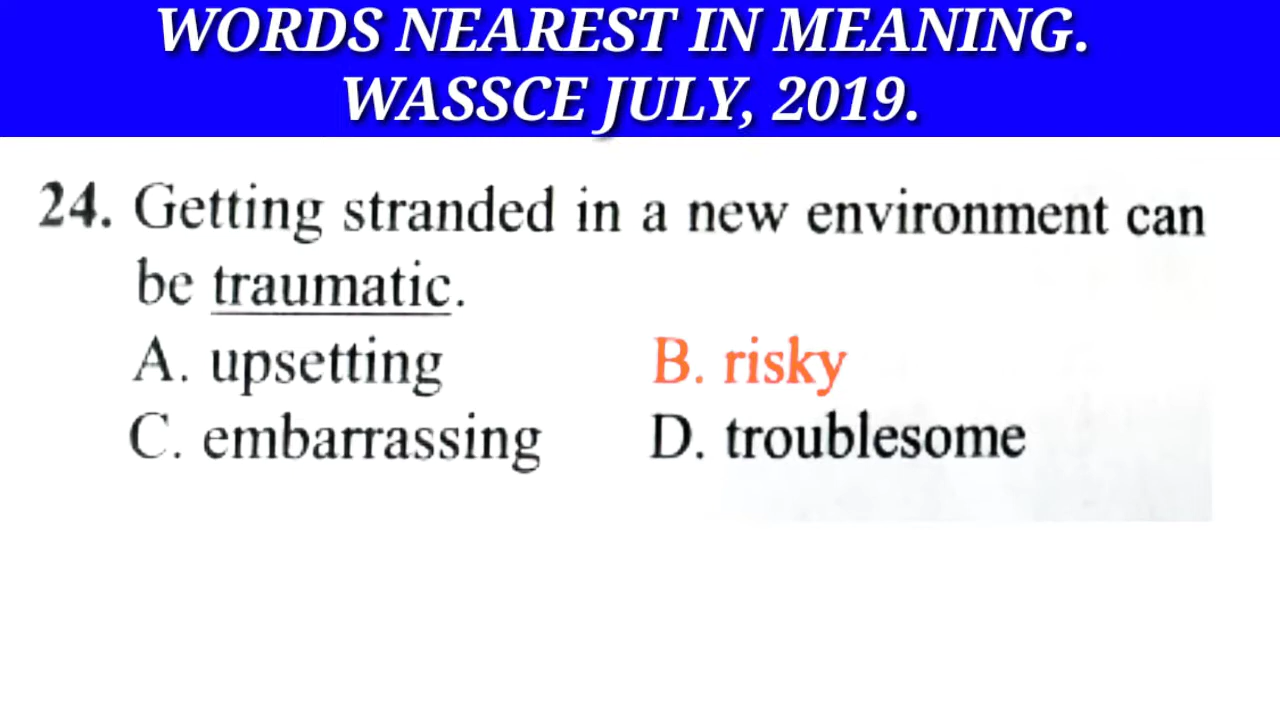 WORDS NEAREST IN MEANING.
WASSCE JULY, 2019.
24. Getting stranded in a new environment can
be traumatic.
A. upsetting B. risky
C. embarrassing D. troublesome